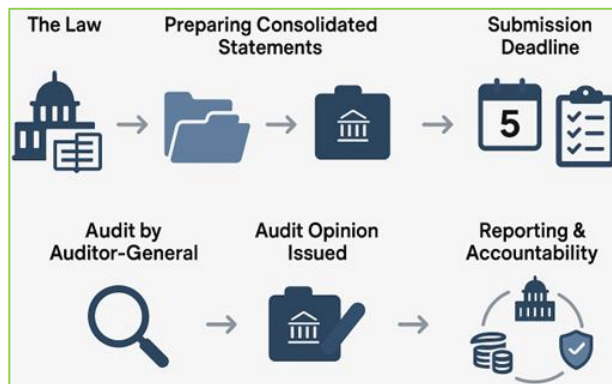 The Law
Preparing Consolidated
Statements
Submission
Deadline
5
Audit by
Auditor-General
Audit Opinion
Issued
Reporting &
Accountability